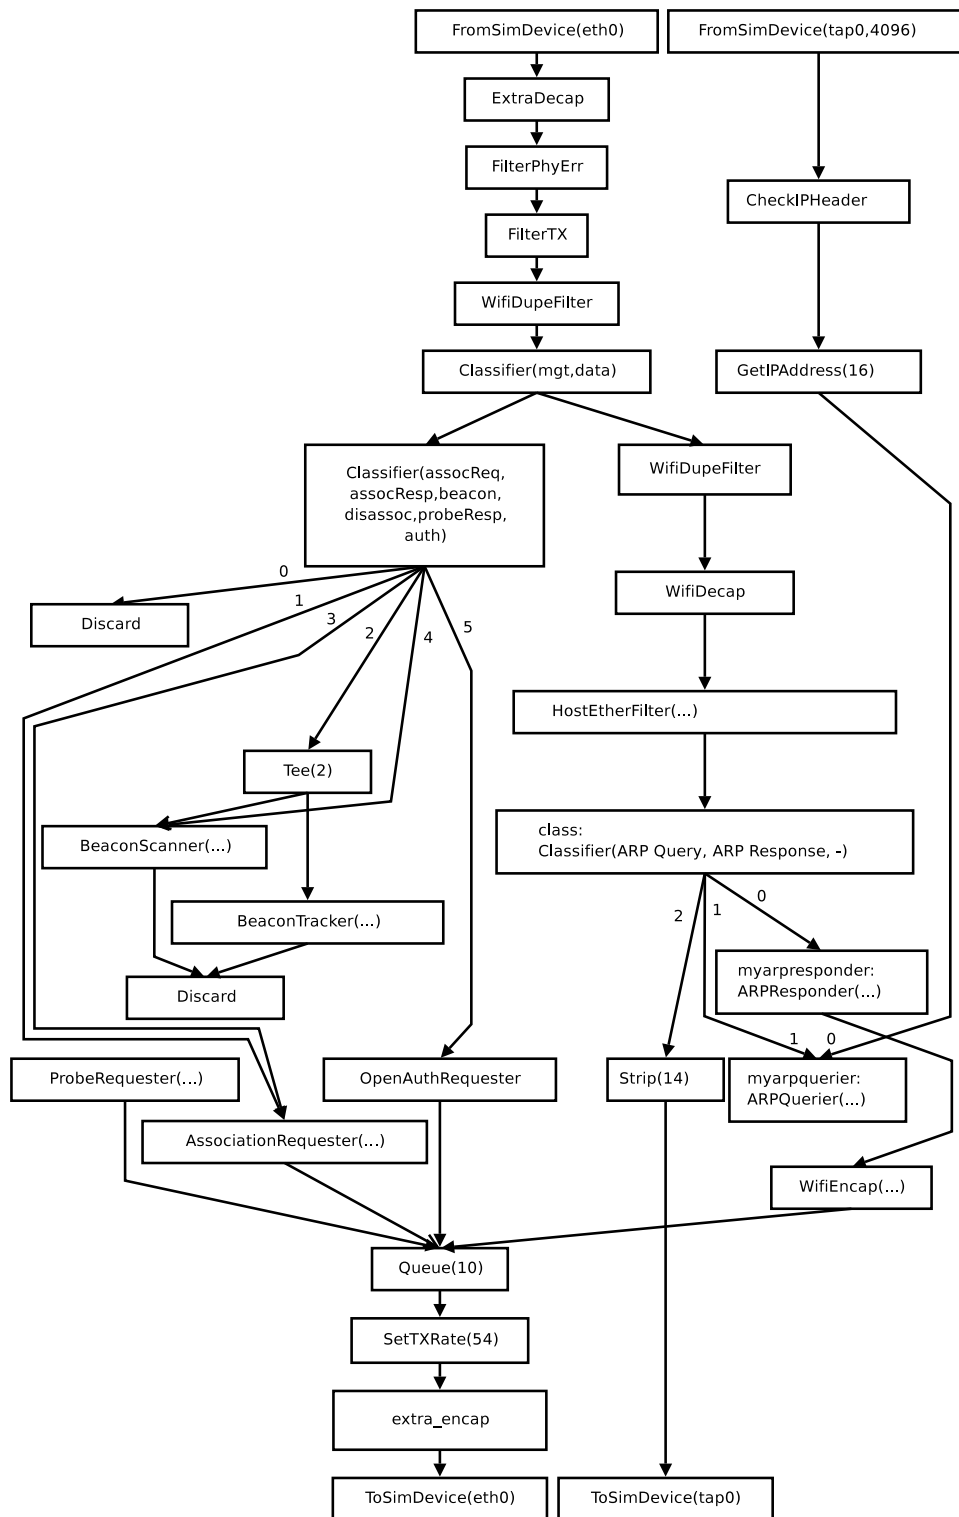 FromSimDevice(eth0)
FromSimDevice(tap0,4096)
ExtraDecap
FilterPhyErr
CheckIPHeader
FilterTX
WifiDupeFilter
Classifier(mgt,data)
GetIPAddress(16)
Classifier(assocReq,
assocResp,beacon,
disassoc,probeResp,
auth)
WifiDupeFilter
0
1
3
2
4
5
Discard
WifiDecap
HostEtherFilter(...)
Tee(2)
BeaconScanner(...)
class:
Classifier(ARP Query, ARP Response, -)
2
1
0
BeaconTracker(...)
Discard
myarpresponder:
ARPResponder(...)
1
0
ProbeRequester(...)
OpenAuthRequester
Strip(14)
myarpquerier:
ARPQuerier(...)
AssociationRequester(...)
WifiEncap(...)
Queue(10)
SetTXRate(54)
extra_encap
ToSimDevice(eth0)
ToSimDevice(tap0)